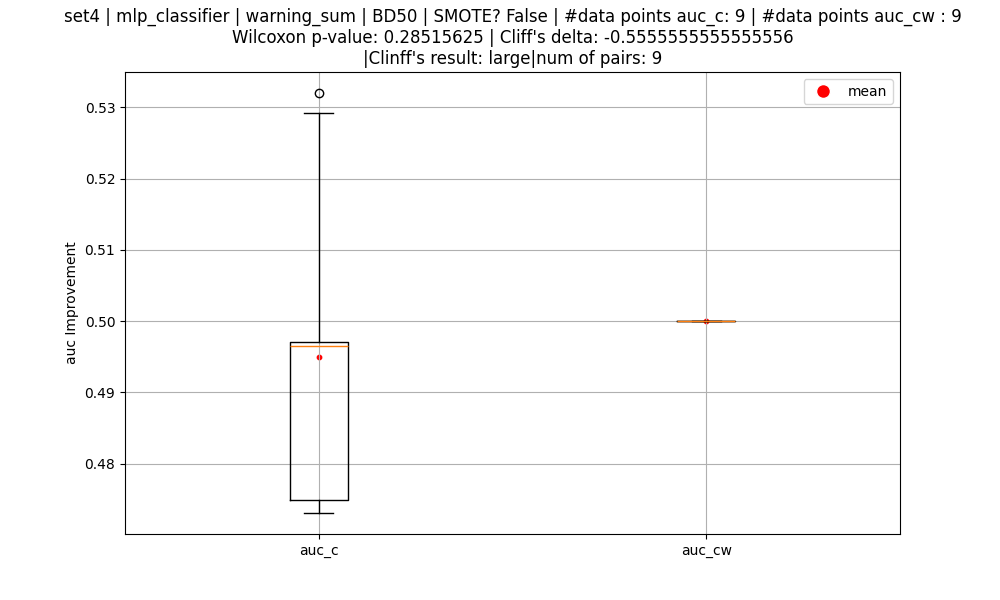 set4 | mlp_classifier | warning_sum | BD50 | SMOTE? False | #data points auc_c: 9 | #data points auc_cw : 9
Wilcoxon p-value: 0.28515625 | Cliff's delta: -0.5555555555555556
|Clinff's result: large|num of pairs: 9
mean
0.53
0.52
0.51
0.50
0.49
0.48
auc Improvement
auc_c
auc_cw